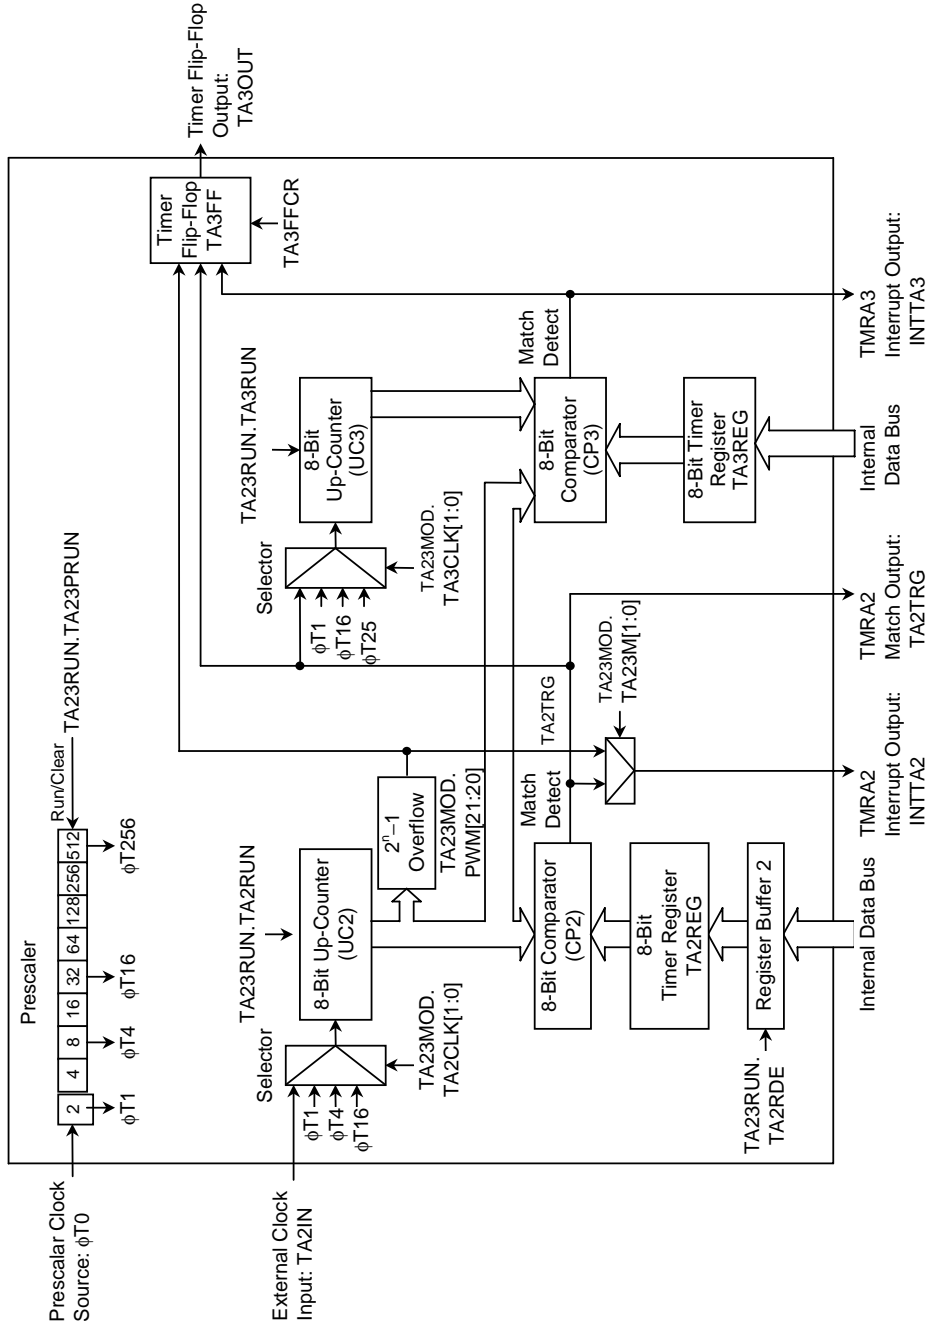 Prescaler
Prescalar Clock
Source: ϕT0
2
4
8
16
32
64
128
256
512
Run/Clear
TA23RUN.TA23PRUN
ϕT1
ϕT4
ϕT16
ϕT256
External Clock
Input: TA2IN
ϕT1
ϕT4
ϕT16
Selector
TA23MOD.
TA2CLK[1:0]
TA23RUN.TA2RUN
8-Bit Up-Counter
(UC2)
2ⁿ−1
Overflow
TA23MOD.
PWM[21:20]
Selector
ϕT1
ϕT16
ϕT25
TA23MOD.
TA3CLK[1:0]
TA23RUN.TA3RUN
8-Bit
Up-Counter
(UC3)
Timer
Flip-Flop
TA3FF
TA3FFCR
Timer Flip-Flop
Output:
TA3OUT
8-Bit Comparator
(CP2)
Match
Detect
TA2TRG
TA23MOD.
TA23M[1:0]
8-Bit
Comparator
(CP3)
Match
Detect
8-Bit
Timer Register
TA2REG
8-Bit Timer
Register
TA3REG
TA23RUN.
TA2RDE
Register Buffer 2
Internal Data Bus
TMRA2
Interrupt Output:
INTTA2
TMRA2
Match Output:
TA2TRG
Internal
Data Bus
TMRA3
Interrupt Output:
INTTA3